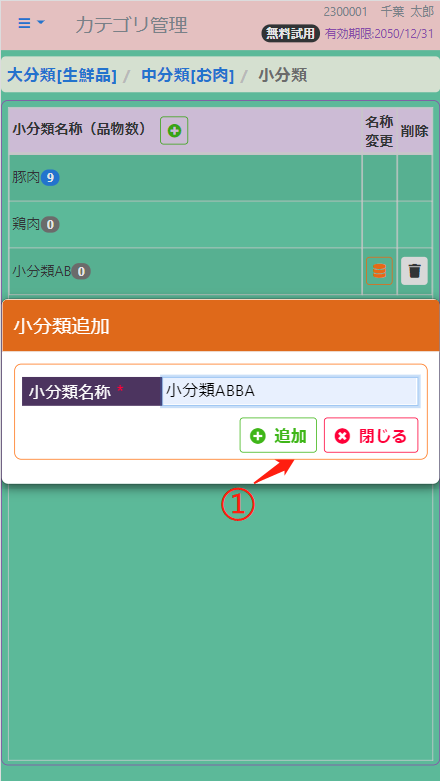 2300001 千葉 太郎
カテゴリ管理
無料試用 有効期限:2050/12/31
大分類[生鮮品] / 中分類[お肉] / 小分類
小分類名称（品物数） 名称変更 削除
豚肉 9
鶏肉 0
小分類AB 0
小分類追加
小分類名称 * 小分類ABBA
追加 閉じる
①